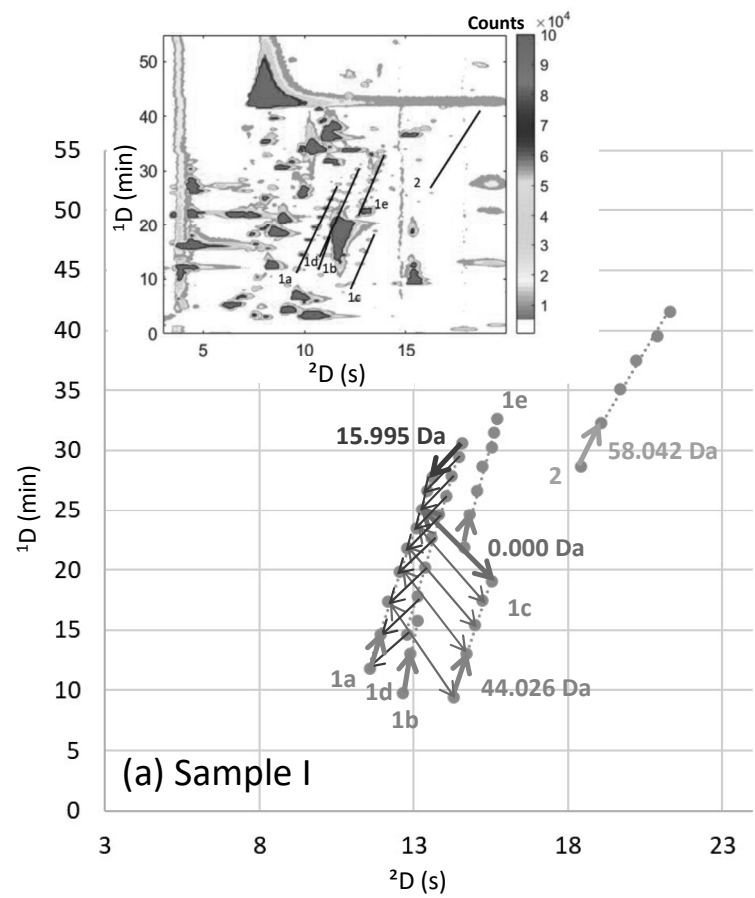 Counts ×10⁴
50
40
30
20
10
0
¹D (min)
10
9
8
7
6
5
4
3
2
1
2
1e
1d
1a
1b
1c
5
10
15
²D (s)
55
50
45
40
35
30
25
20
15
10
5
0
¹D (min)
1e
15.995 Da
58.042 Da
2
0.000 Da
1c
1a
1d
44.026 Da
1b
(a) Sample I
3
8
13
18
23
²D (s)